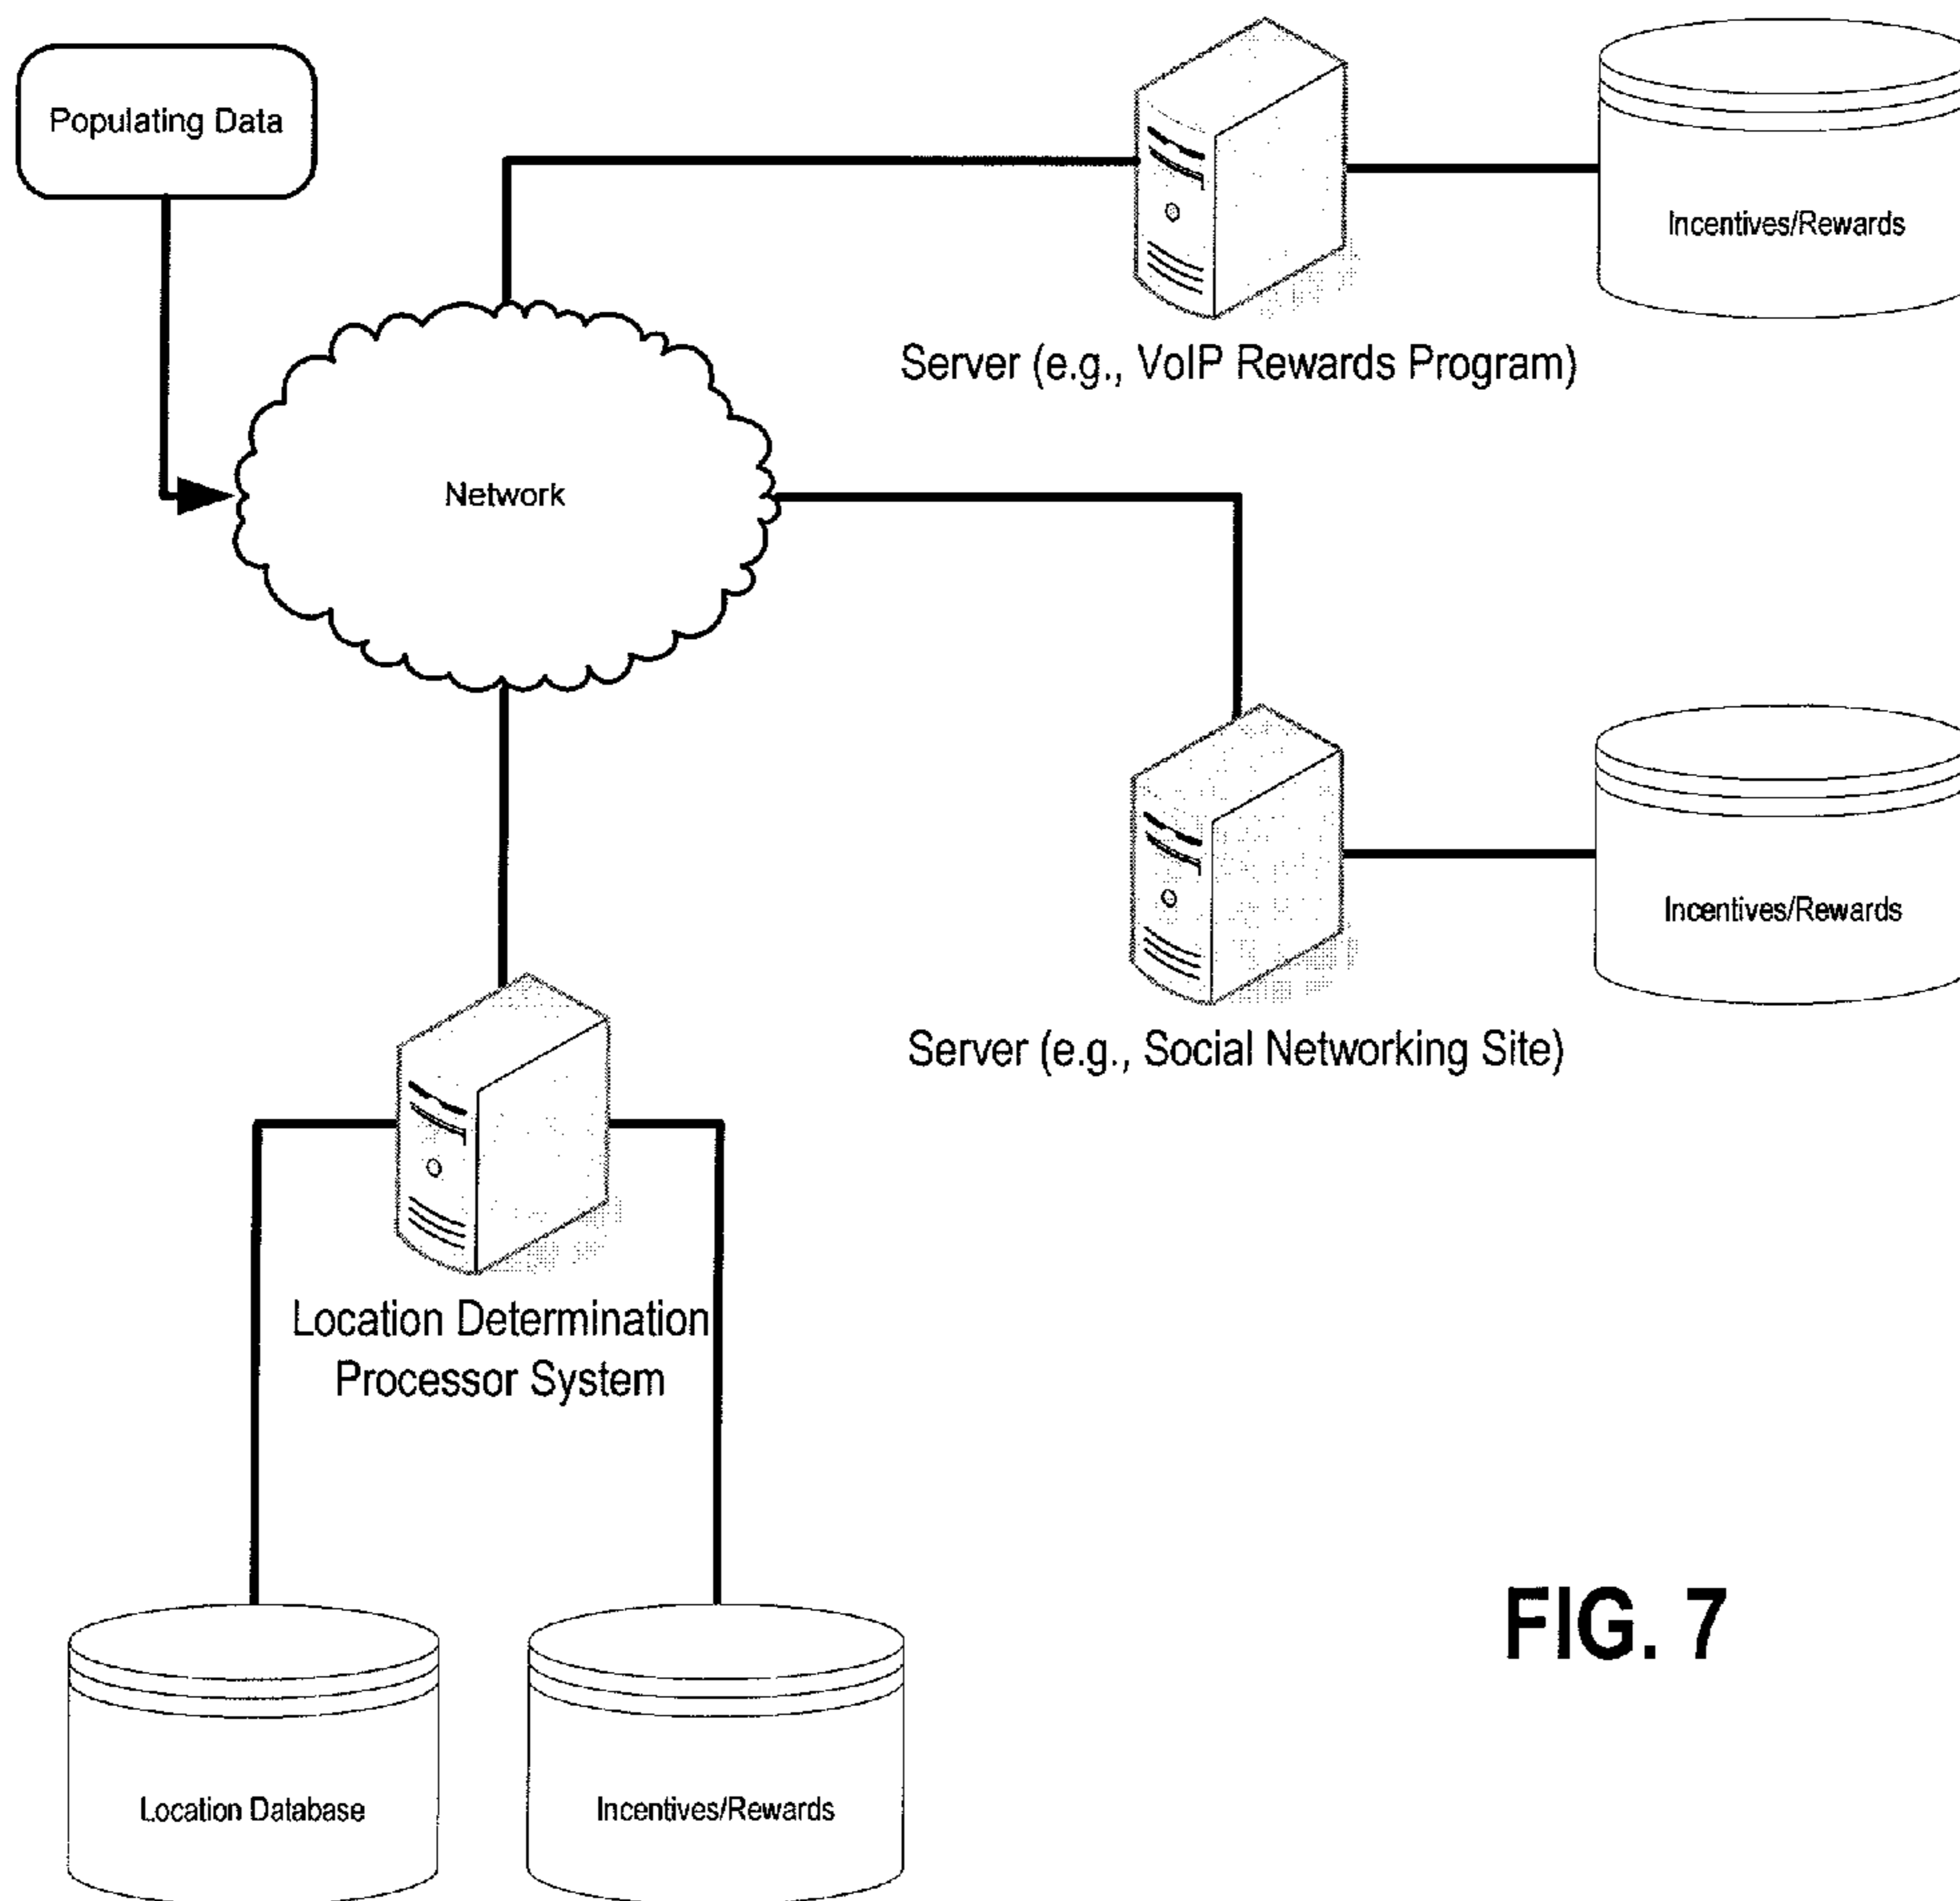 Populating Data
Incentives/Rewards
Server (e.g., VoIP Rewards Program)
Network
Incentives/Rewards
Server (e.g., Social Networking Site)
Location Determination
Processor System
FIG. 7
Location Database
Incentives/Rewards